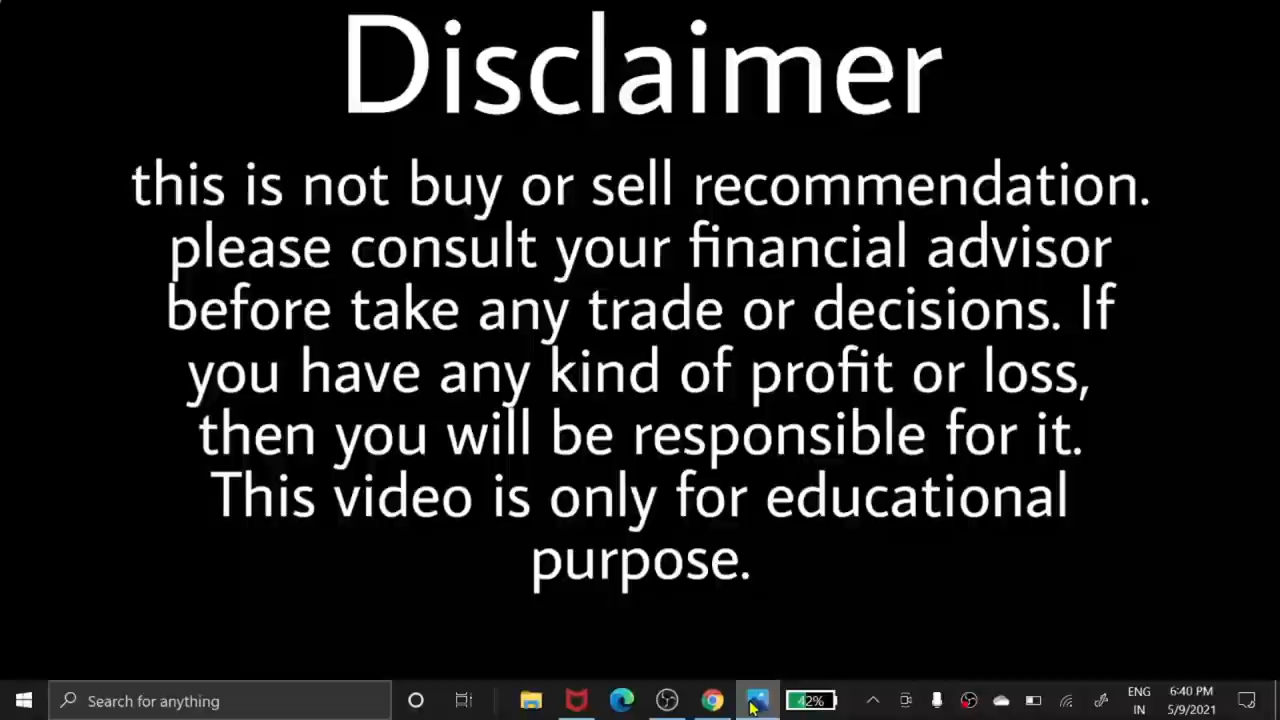 Disclaimer
this is not buy or sell recommendation.
please consult your financial advisor
before take any trade or decisions. If
you have any kind of profit or loss,
then you will be responsible for it.
This video is only for educational
purpose.
Search for anything
42%
ENG
IN
6:40 PM
5/9/2021